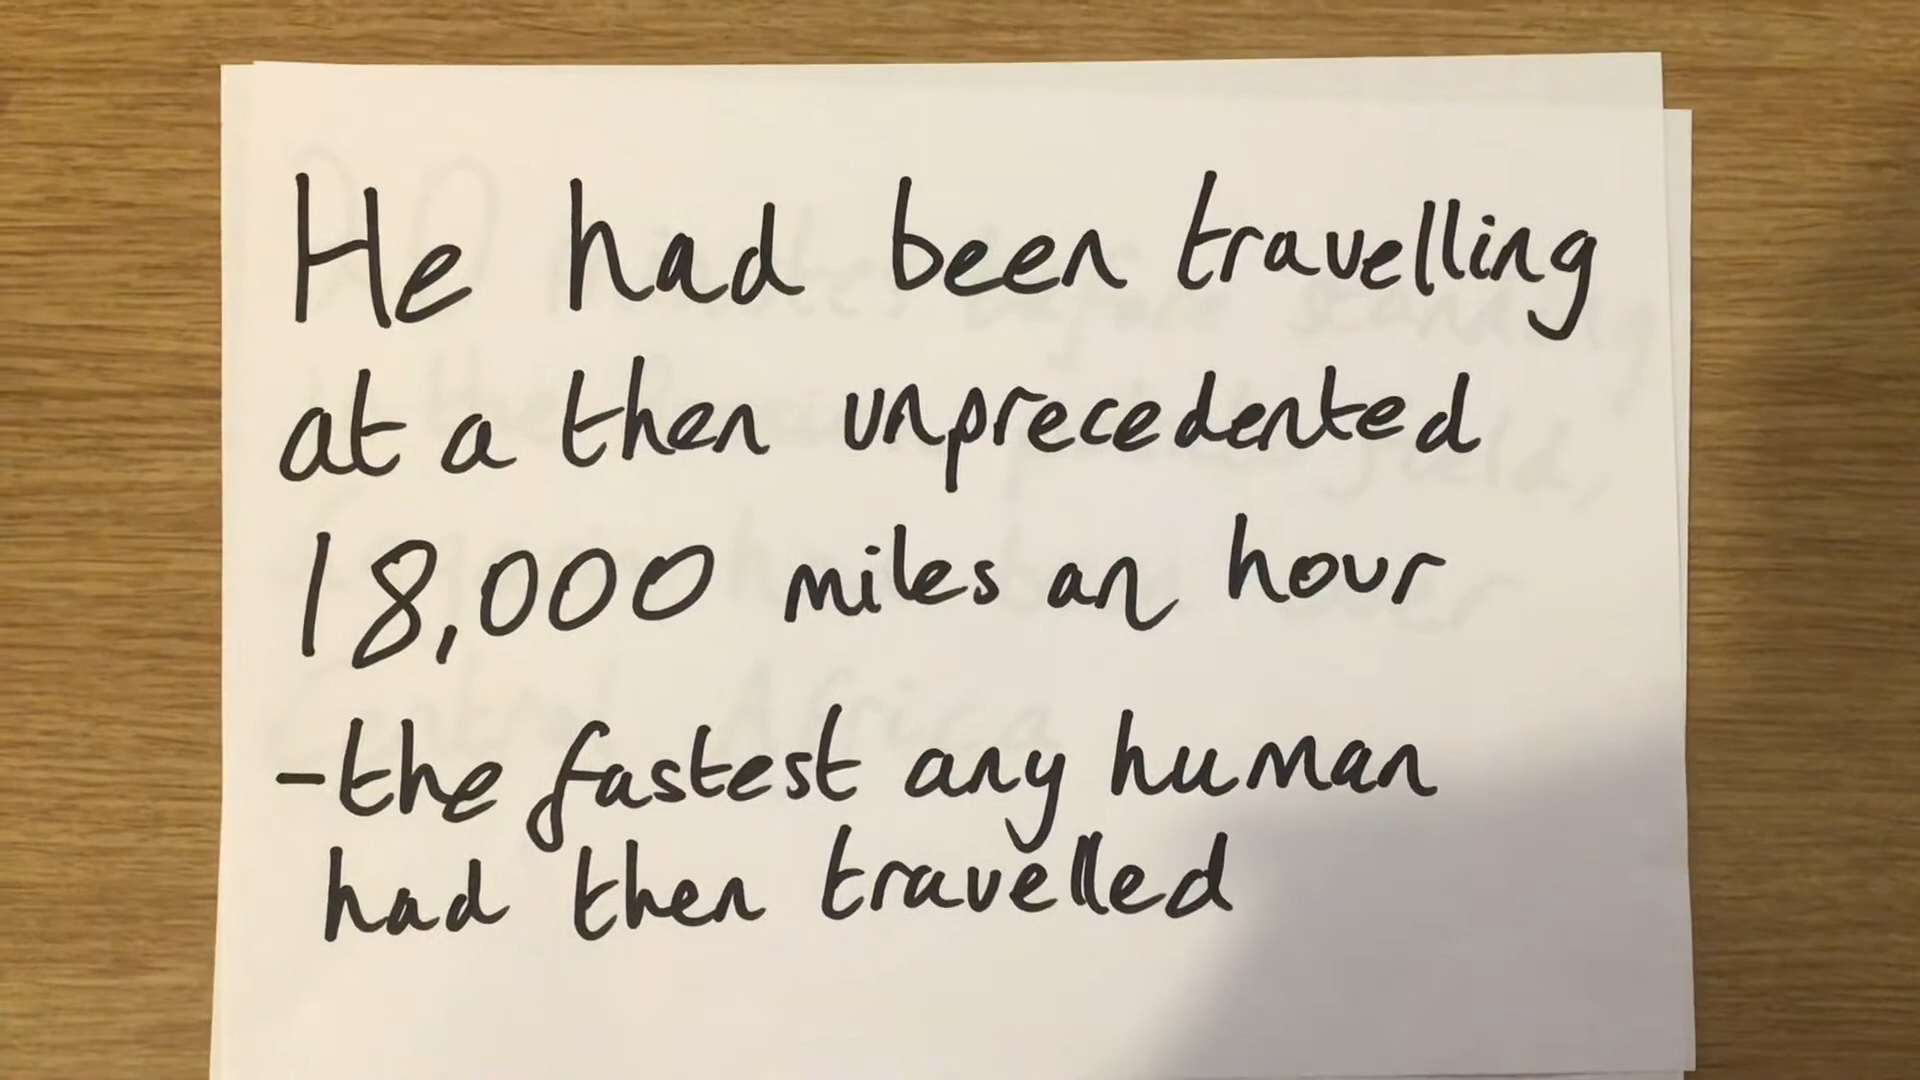 He had been travelling
at a then unprecedented
18,000 miles an hour
-the fastest any human
had then travelled